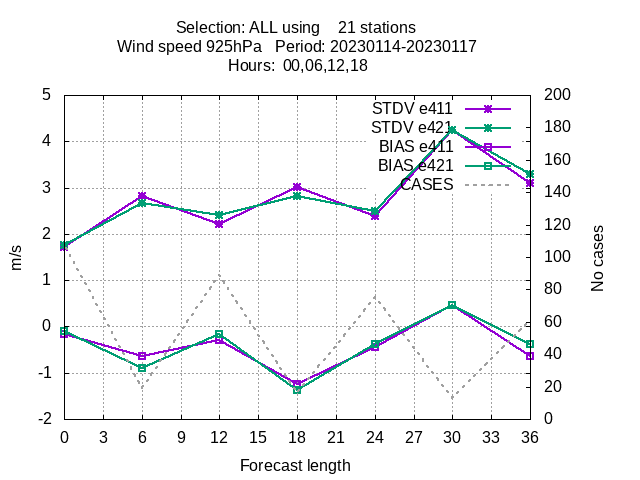 Selection: ALL using 21 stations
Wind speed 925hPa Period: 20230114-20230117
Hours: 00,06,12,18
STDV e411
STDV e421
BIAS e411
BIAS e421
CASES
5
4
3
2
1
0
-1
-2
m/s
200
180
160
140
120
100
80
60
40
20
0
No cases
0 3 6 9 12 15 18 21 24 27 30 33 36
Forecast length